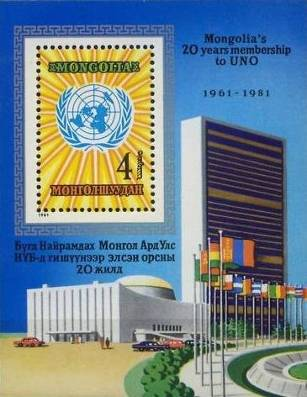 MONGOLIA
4
МОНГОЛ ШУУДАН
1981
Mongolia's
20 years membership
to UNO
1961-1981
Бүгд Найрамдах Монгол Ард Улс
НҮБ-д гишүүнээр элсэн орсны
20 жилд